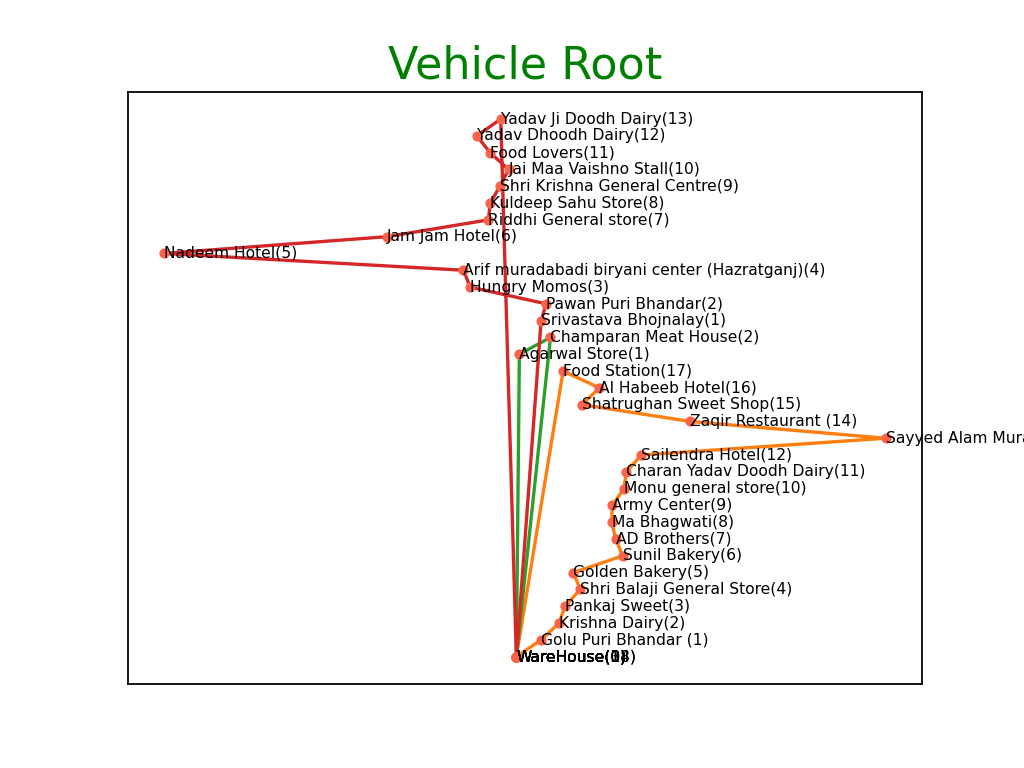 Vehicle Root
Yadav Ji Doodh Dairy(13)
Yadav Dhoodh Dairy(12)
Food Lovers(11)
Jai Maa Vaishno Stall(10)
Shri Krishna General Centre(9)
Kuldeep Sahu Store(8)
Riddhi General store(7)
Jam Jam Hotel(6)
Nadeem Hotel(5)
Arif muradabadi biryani center (Hazratganj)(4)
Hungry Momos(3)
Pawan Puri Bhandar(2)
Srivastava Bhojnalay(1)
Champaran Meat House(2)
Agarwal Store(1)
Food Station(17)
Al Habeeb Hotel(16)
Shatrughan Sweet Shop(15)
Zaqir Restaurant (14)
Sayyed Alam Mura
Sailendra Hotel(12)
Charan Yadav Doodh Dairy(11)
Monu general store(10)
Army Center(9)
Ma Bhagwati(8)
AD Brothers(7)
Sunil Bakery(6)
Golden Bakery(5)
Shri Balaji General Store(4)
Pankaj Sweet(3)
Krishna Dairy(2)
Golu Puri Bhandar (1)
WareHouse